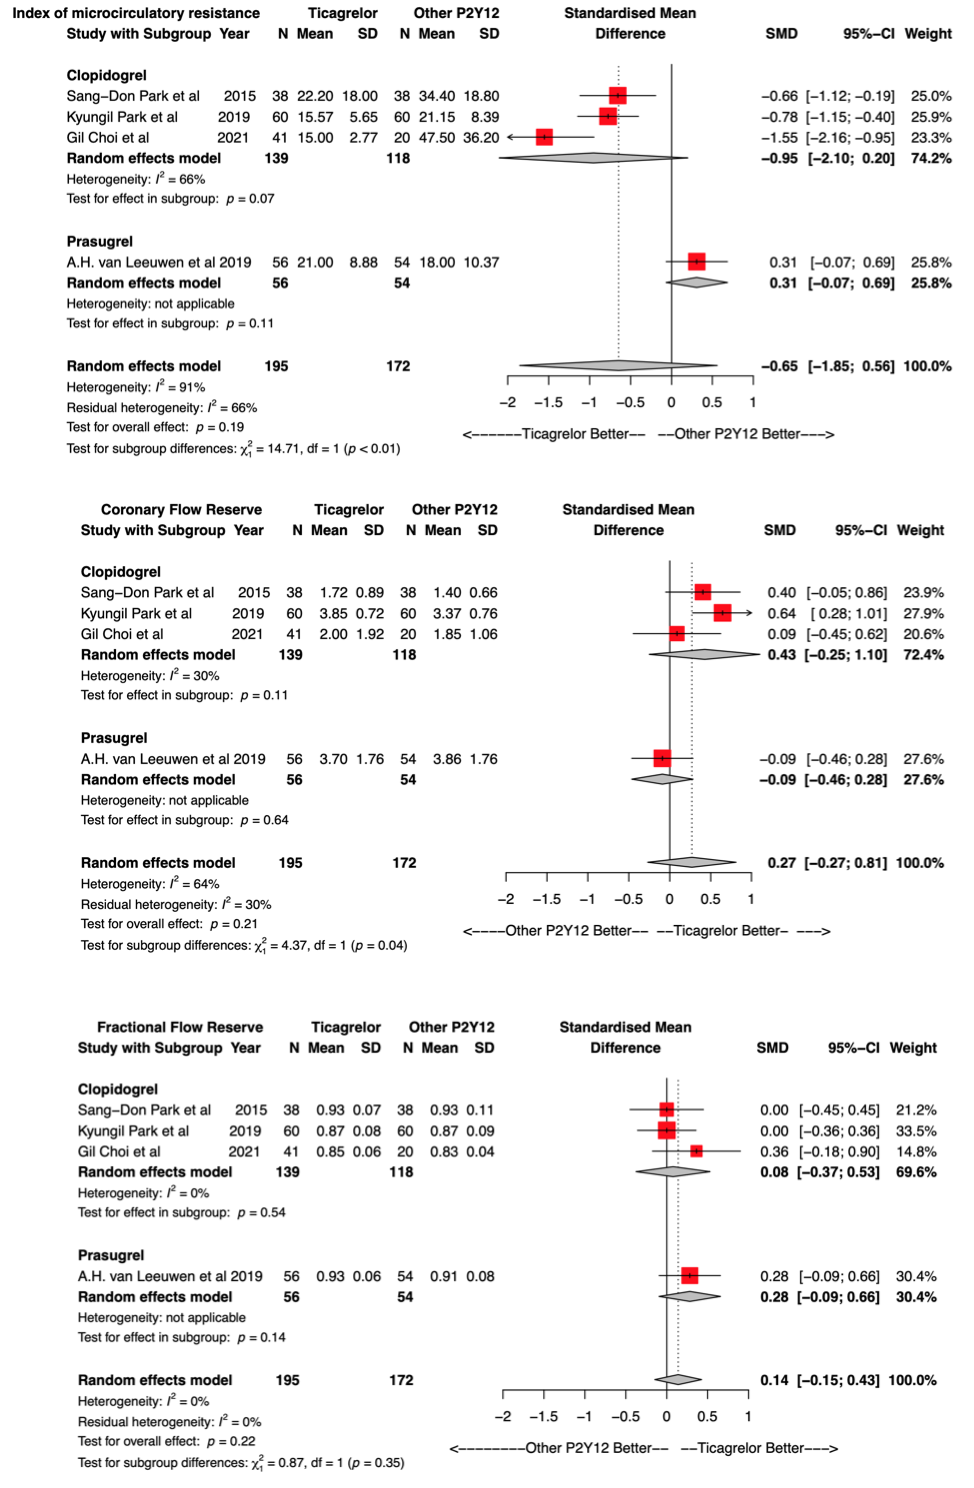 Index of microcirculatory resistance Ticagrelor Other P2Y12 Standardised Mean
Study with Subgroup Year N Mean SD N Mean SD Difference SMD 95%−CI Weight
Clopidogrel
Sang−Don Park et al 2015 38 22.20 18.00 38 34.40 18.80 −0.66 [−1.12; −0.19] 25.0%
Kyungil Park et al 2019 60 15.57 5.65 60 21.15 8.39 −0.78 [−1.15; −0.40] 25.9%
Gil Choi et al 2021 41 15.00 2.77 20 47.50 36.20 −1.55 [−2.16; −0.95] 23.3%
Random effects model 139 118 −0.95 [−2.10; 0.20] 74.2%
Heterogeneity: I² = 66%
Test for effect in subgroup: p = 0.07
Prasugrel
A.H. van Leeuwen et al 2019 56 21.00 8.88 54 18.00 10.37 0.31 [−0.07; 0.69] 25.8%
Random effects model 56 54 0.31 [−0.07; 0.69] 25.8%
Heterogeneity: not applicable
Test for effect in subgroup: p = 0.11
Random effects model 195 172 −0.65 [−1.85; 0.56] 100.0%
Heterogeneity: I² = 91%
Residual heterogeneity: I² = 66%
−2 −1.5 −1 −0.5 0 0.5 1
Test for overall effect: p = 0.19
<−−−−−−Ticagrelor Better−− −−Other P2Y12 Better−−−>
Test for subgroup differences: χ²₁ = 14.71, df = 1 (p < 0.01)
Coronary Flow Reserve Ticagrelor Other P2Y12 Standardised Mean
Study with Subgroup Year N Mean SD N Mean SD Difference SMD 95%−CI Weight
Clopidogrel
Sang−Don Park et al 2015 38 1.72 0.89 38 1.40 0.66 0.40 [−0.05; 0.86] 23.9%
Kyungil Park et al 2019 60 3.85 0.72 60 3.37 0.76 0.64 [ 0.28; 1.01] 27.9%
Gil Choi et al 2021 41 2.00 1.92 20 1.85 1.06 0.09 [−0.45; 0.62] 20.6%
Random effects model 139 118 0.43 [−0.25; 1.10] 72.4%
Heterogeneity: I² = 30%
Test for effect in subgroup: p = 0.11
Prasugrel
A.H. van Leeuwen et al 2019 56 3.70 1.76 54 3.86 1.76 −0.09 [−0.46; 0.28] 27.6%
Random effects model 56 54 −0.09 [−0.46; 0.28] 27.6%
Heterogeneity: not applicable
Test for effect in subgroup: p = 0.64
Random effects model 195 172 0.27 [−0.27; 0.81] 100.0%
Heterogeneity: I² = 64%
−2 −1.5 −1 −0.5 0 0.5 1
Residual heterogeneity: I² = 30%
Test for overall effect: p = 0.21
<−−−−Other P2Y12 Better−− −−Ticagrelor Better− −−−>
Test for subgroup differences: χ²₁ = 4.37, df = 1 (p = 0.04)
Fractional Flow Reserve Ticagrelor Other P2Y12 Standardised Mean
Study with Subgroup Year N Mean SD N Mean SD Difference SMD 95%−CI Weight
Clopidogrel
Sang−Don Park et al 2015 38 0.93 0.07 38 0.93 0.11 0.00 [−0.45; 0.45] 21.2%
Kyungil Park et al 2019 60 0.87 0.08 60 0.87 0.09 0.00 [−0.36; 0.36] 33.5%
Gil Choi et al 2021 41 0.85 0.06 20 0.83 0.04 0.36 [−0.18; 0.90] 14.8%
Random effects model 139 118 0.08 [−0.37; 0.53] 69.6%
Heterogeneity: I² = 0%
Test for effect in subgroup: p = 0.54
Prasugrel
A.H. van Leeuwen et al 2019 56 0.93 0.06 54 0.91 0.08 0.28 [−0.09; 0.66] 30.4%
Random effects model 56 54 0.28 [−0.09; 0.66] 30.4%
Heterogeneity: not applicable
Test for effect in subgroup: p = 0.14
Random effects model 195 172 0.14 [−0.15; 0.43] 100.0%
Heterogeneity: I² = 0%
−2 −1.5 −1 −0.5 0 0.5 1
Residual heterogeneity: I² = 0%
Test for overall effect: p = 0.22
<−−−−−−−−Other P2Y12 Better−− −−Ticagrelor Better−−−>
Test for subgroup differences: χ²₁ = 0.87, df = 1 (p = 0.35)